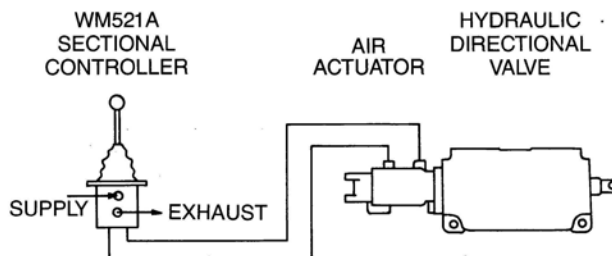 WM521A
SECTIONAL
CONTROLLER
AIR
ACTUATOR
HYDRAULIC
DIRECTIONAL
VALVE
SUPPLY
EXHAUST